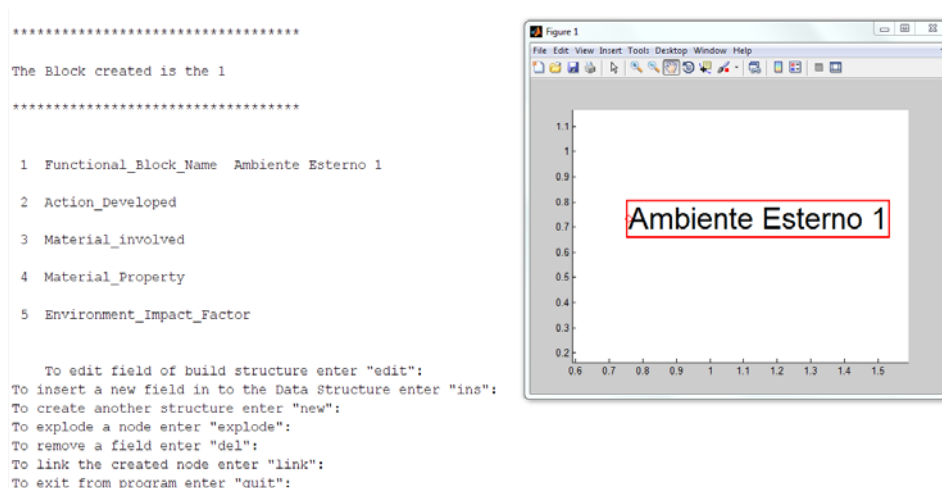 ***********************************
The Block created is the 1
***********************************
1 Functional_Block_Name Ambiente Esterno 1
2 Action_Developed
3 Material_involved
4 Material_Property
5 Environment_Impact_Factor
To edit field of build structure enter "edit":
To insert a new field in to the Data Structure enter "ins":
To create another structure enter "new":
To explode a node enter "explode":
To remove a field enter "del":
To link the created node enter "link":
To exit from program enter "quit":
Figure 1
File Edit View Insert Tools Desktop Window Help
1.1
1
0.9
0.8
0.7
0.6
0.5
0.4
0.3
0.2
Ambiente Esterno 1
0.6 0.7 0.8 0.9 1 1.1 1.2 1.3 1.4 1.5